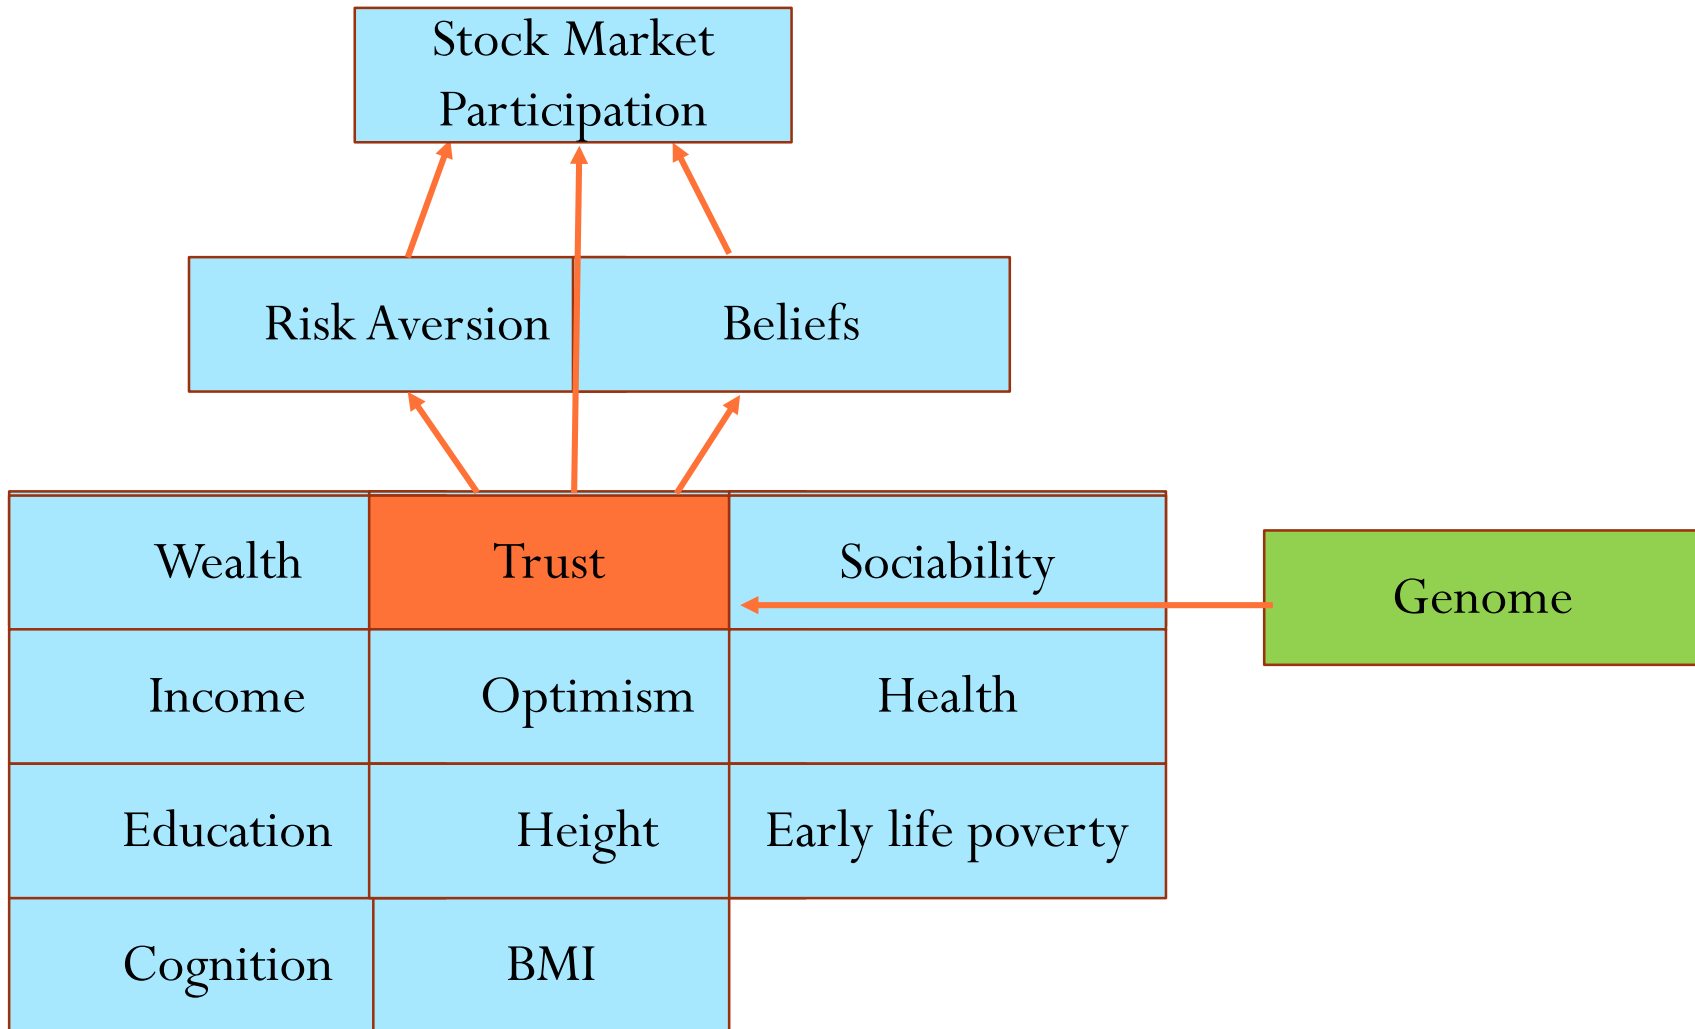 Stock Market
Participation
Risk Aversion
Beliefs
Wealth
Trust
Sociability
Genome
Income
Optimism
Health
Education
Height
Early life poverty
Cognition
BMI